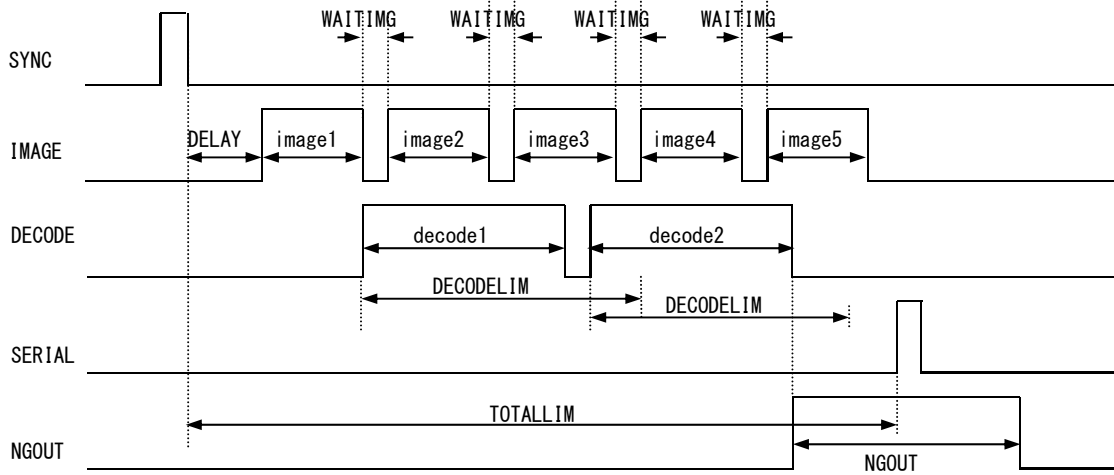 WAITIMG WAITIMG WAITIMG WAITIMG
SYNC
DELAY image1 image2 image3 image4 image5
IMAGE
DECODE decode1 decode2
DECODELIM
DECODELIM
SERIAL
TOTALLIM
NGOUT NGOUT